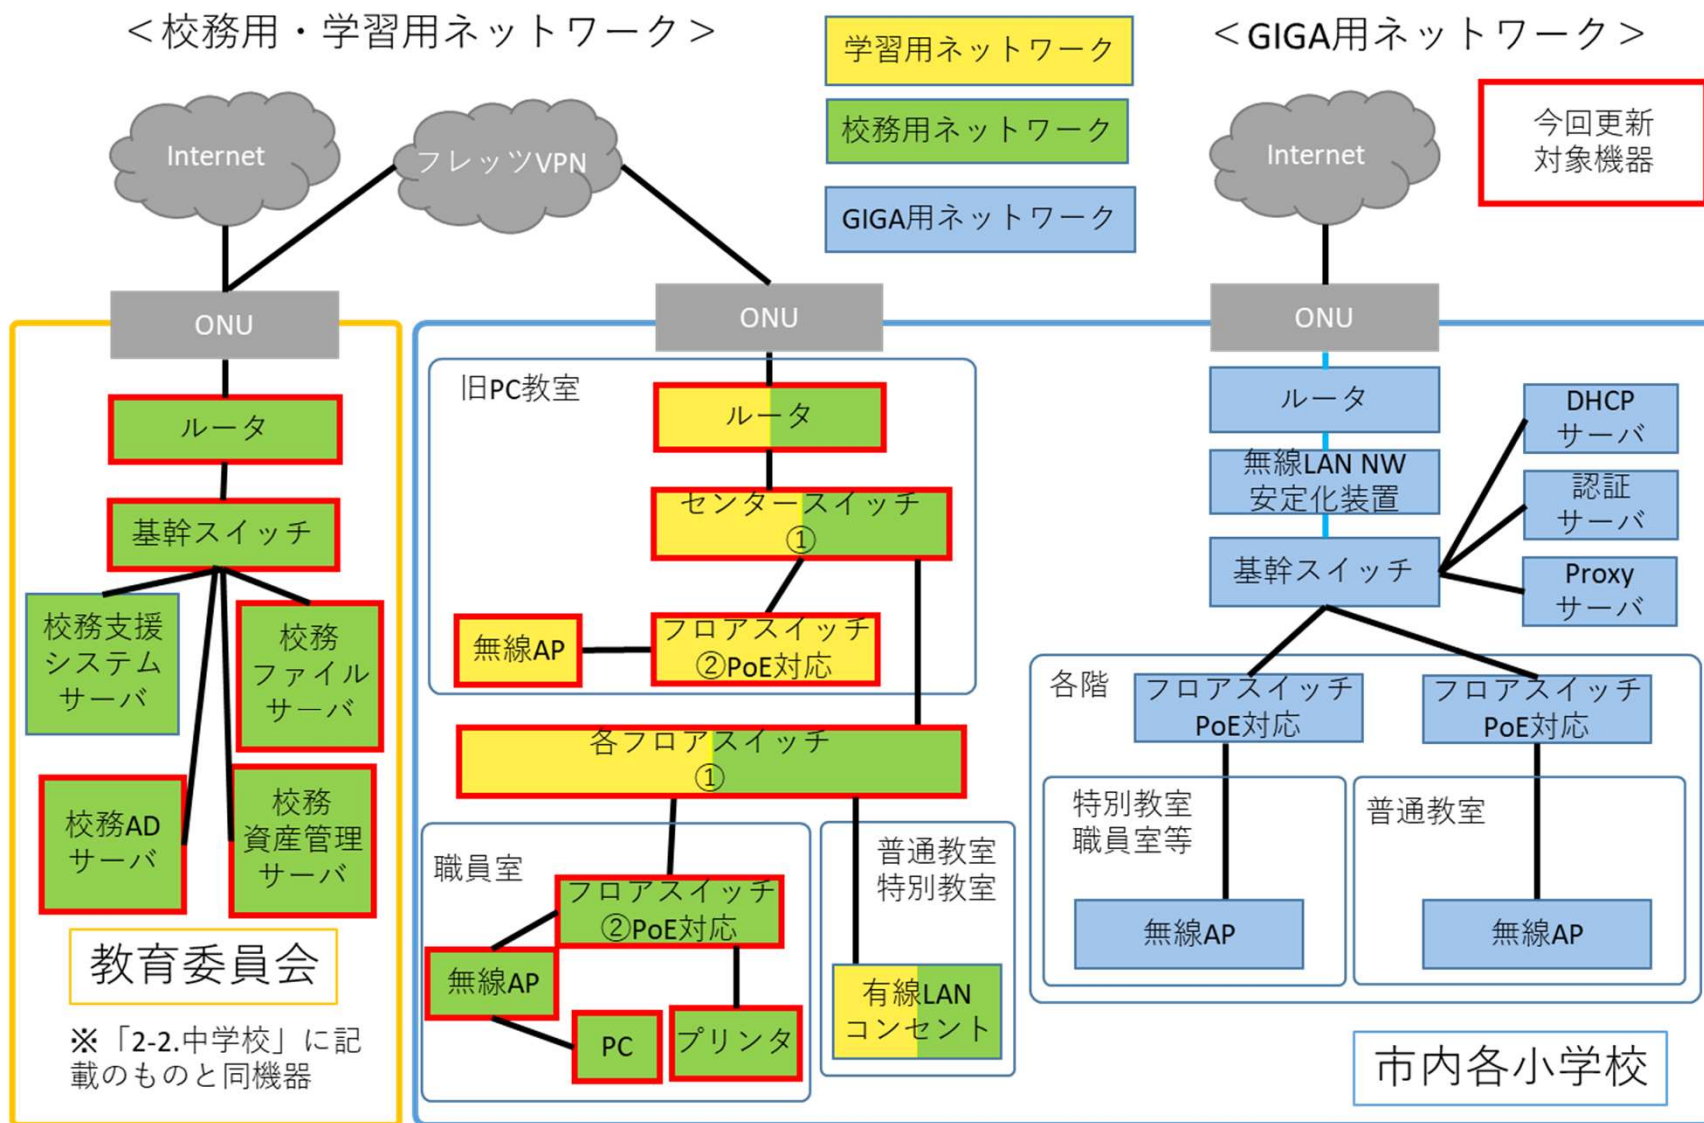 ＜校務用・学習用ネットワーク＞
学習用ネットワーク
校務用ネットワーク
GIGA用ネットワーク
＜GIGA用ネットワーク＞
今回更新
対象機器
Internet
フレッツVPN
Internet
ONU
ONU
ONU
ルータ
基幹スイッチ
校務支援
システム
サーバ
校務
ファイル
サーバ
校務AD
サーバ
校務
資産管理
サーバ
教育委員会
※「2-2.中学校」に記
載のものと同機器
旧PC教室
ルータ
センタースイッチ
①
無線AP
フロアスイッチ
②PoE対応
各フロアスイッチ
①
職員室
フロアスイッチ
②PoE対応
無線AP
PC
プリンタ
普通教室
特別教室
有線LAN
コンセント
ルータ
無線LAN NW
安定化装置
基幹スイッチ
DHCP
サーバ
認証
サーバ
Proxy
サーバ
各階
フロアスイッチ
PoE対応
フロアスイッチ
PoE対応
特別教室
職員室等
無線AP
普通教室
無線AP
市内各小学校